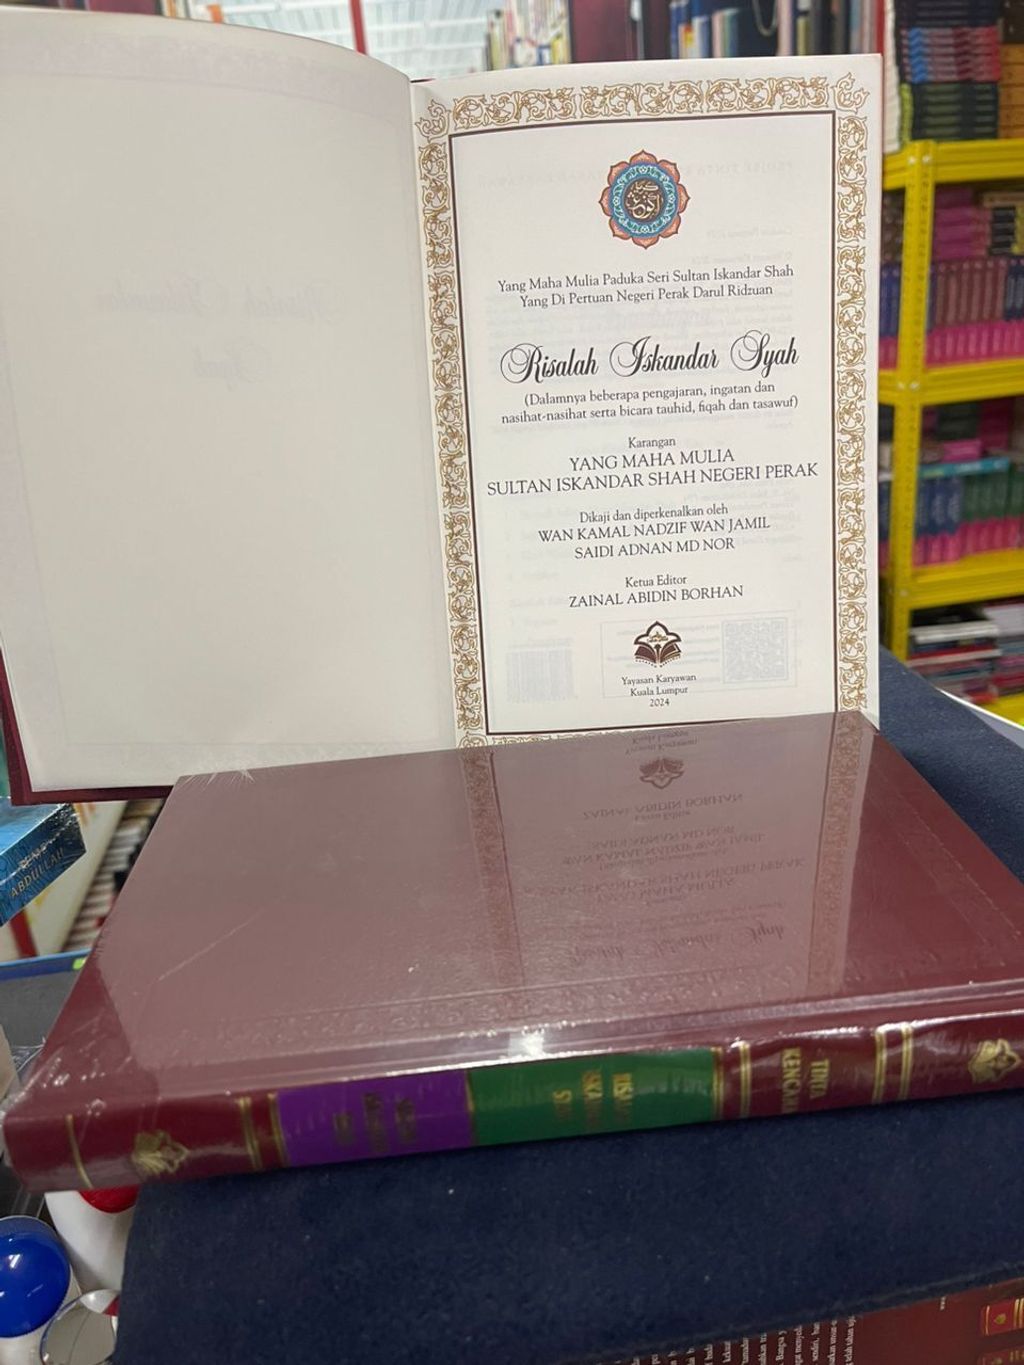 Yang Maha Mulia Paduka Seri Sultan Iskandar Shah
Yang Di Pertuan Negeri Perak Darul Ridzuan
Risalah Iskandar Syah
(Dalamnya beberapa pengajaran, ingatan dan
nasihat-nasihat serta bicara tauhid, fiqah dan tasawuf)
Karangan
YANG MAHA MULIA
SULTAN ISKANDAR SHAH NEGERI PERAK
Dikaji dan diperkenalkan oleh
WAN KAMAL NADZIF WAN JAMIL
SAIDI ADNAN MD NOR
Ketua Editor
ZAINAL ABIDIN BORHAN
Yayasan Karyawan
Kuala Lumpur
2024
ABDULLAH
TINTA
KENCANA